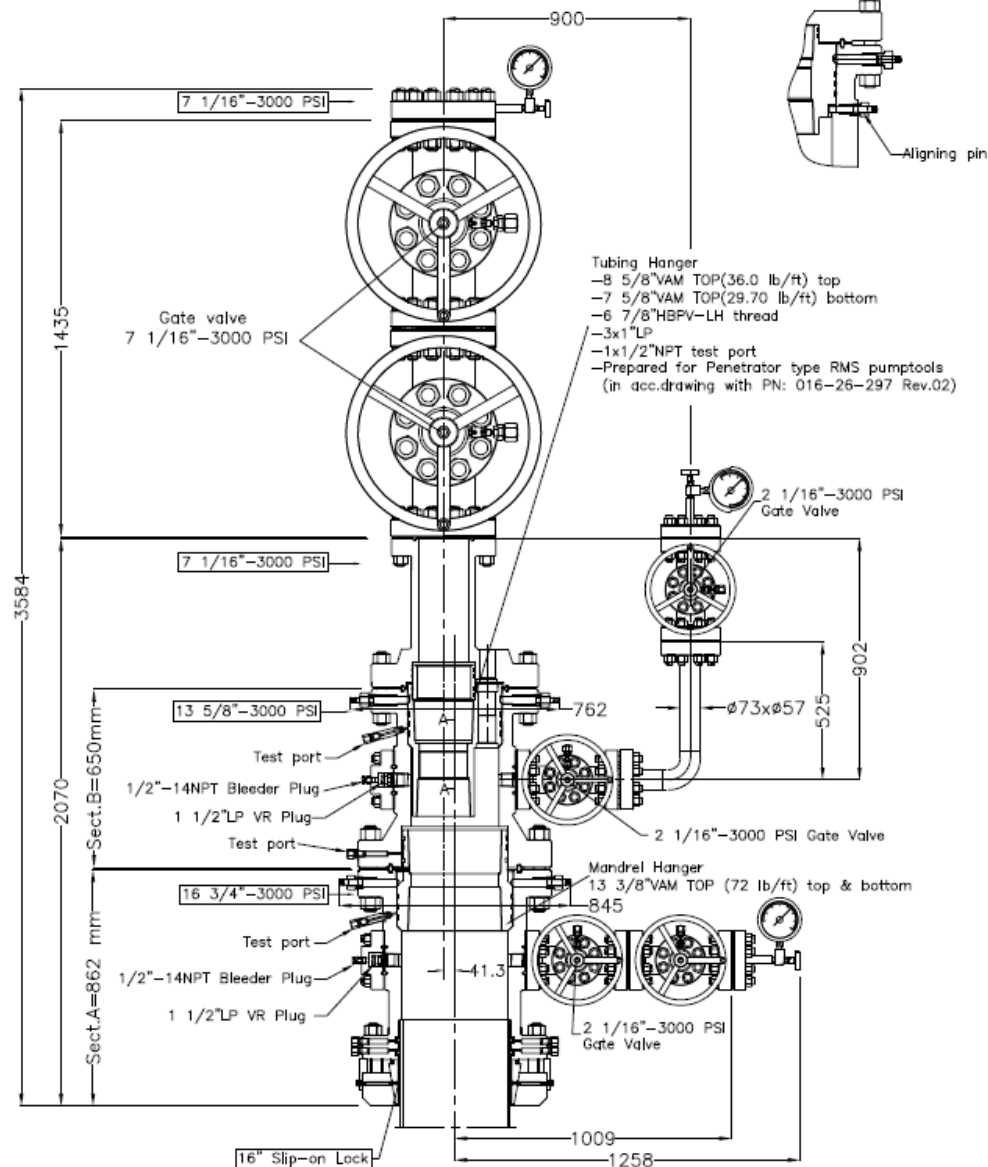 900
7 1/16"-3000 PSI
Aligning pin
Tubing Hanger
-8 5/8"VAM TOP(36.0 lb/ft) top
-7 5/8"VAM TOP(29.70 lb/ft) bottom
-6 7/8"HBPV-LH thread
-3x1"LP
-1x1/2"NPT test port
-Prepared for Penetrator type RMS pumptools
(in acc.drawing with PN: 016-26-297 Rev.02)
Gate valve
7 1/16"-3000 PSI
1435
3584
2 1/16"-3000 PSI
Gate Valve
7 1/16"-3000 PSI
902
525
ø73xø57
13 5/8"-3000 PSI
762
A
A
Test port
1/2"-14NPT Bleeder Plug
1 1/2"LP VR Plug
Test port
2070
Sect.B=650mm
2 1/16"-3000 PSI Gate Valve
Mandrel Hanger
13 3/8"VAM TOP (72 lb/ft) top & bottom
16 3/4"-3000 PSI
845
Test port
1/2"-14NPT Bleeder Plug
1 1/2"LP VR Plug
41.3
Sect.A=862 mm
2 1/16"-3000 PSI
Gate Valve
1009
1258
16" Slip-on Lock